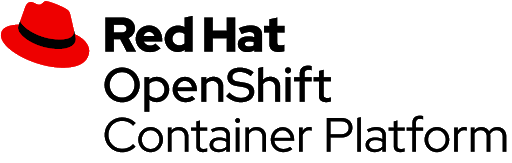 Red Hat
OpenShift
Container Platform